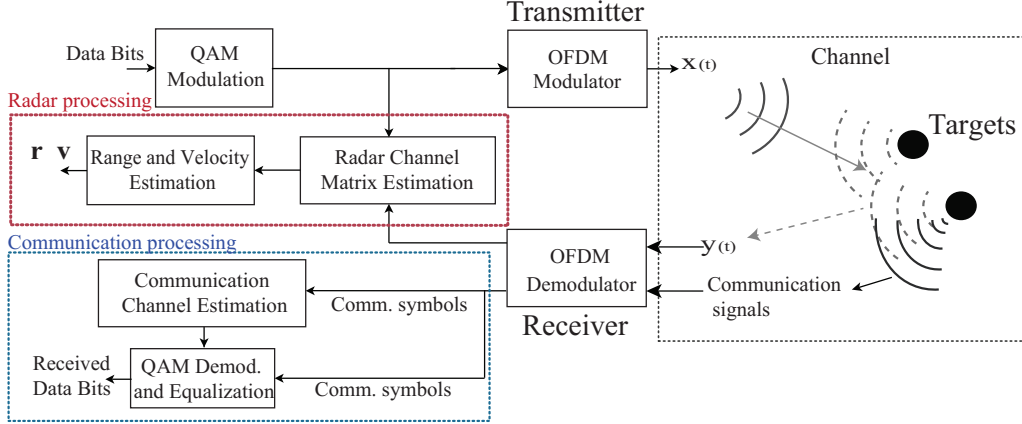 Transmitter
Data Bits
QAM
Modulation
OFDM
Modulator
x(t)
Channel
Radar processing
Targets
r v
Range and Velocity
Estimation
Radar Channel
Matrix Estimation
Communication processing
y(t)
OFDM
Demodulator
Communication
signals
Receiver
Communication
Channel Estimation
Comm. symbols
Received
Data Bits
QAM Demod.
and Equalization
Comm. symbols